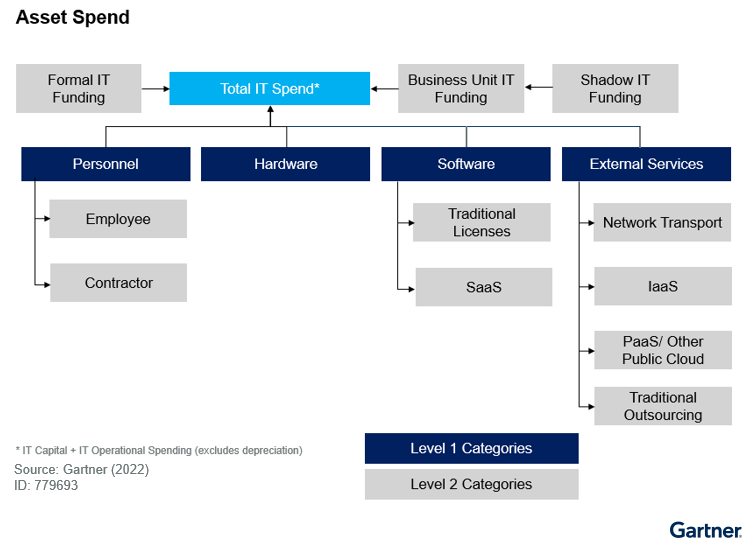 Asset Spend
Formal IT
Funding
Total IT Spend*
Business Unit IT
Funding
Shadow IT
Funding
Personnel
Hardware
Software
External Services
Employee
Traditional
Licenses
Network Transport
Contractor
SaaS
IaaS
PaaS/ Other
Public Cloud
Traditional
Outsourcing
* IT Capital + IT Operational Spending (excludes depreciation)
Source: Gartner (2022)
ID: 779693
Level 1 Categories
Level 2 Categories
Gartner